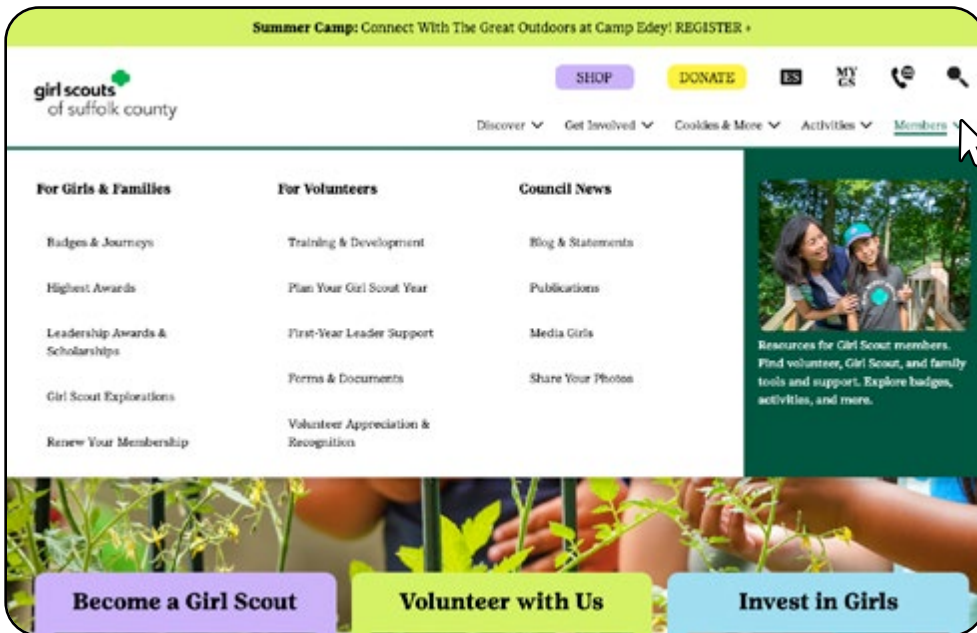 Summer Camp: Connect With The Great Outdoors at Camp Edey! REGISTER ›
girl scouts
of suffolk county
SHOP
DONATE
ES
MY
GS
Discover
Get Involved
Cookies & More
Activities
Members
For Girls & Families
Badges & Journeys
Highest Awards
Leadership Awards &
Scholarships
Girl Scout Explorations
Renew Your Membership
For Volunteers
Training & Development
Plan Your Girl Scout Year
First-Year Leader Support
Forms & Documents
Volunteer Appreciation &
Recognition
Council News
Blog & Statements
Publications
Media Girls
Share Your Photos
Resources for Girl Scout members.
Find volunteer, Girl Scout, and family
tools and support. Explore badges,
activities, and more.
Become a Girl Scout
Volunteer with Us
Invest in Girls